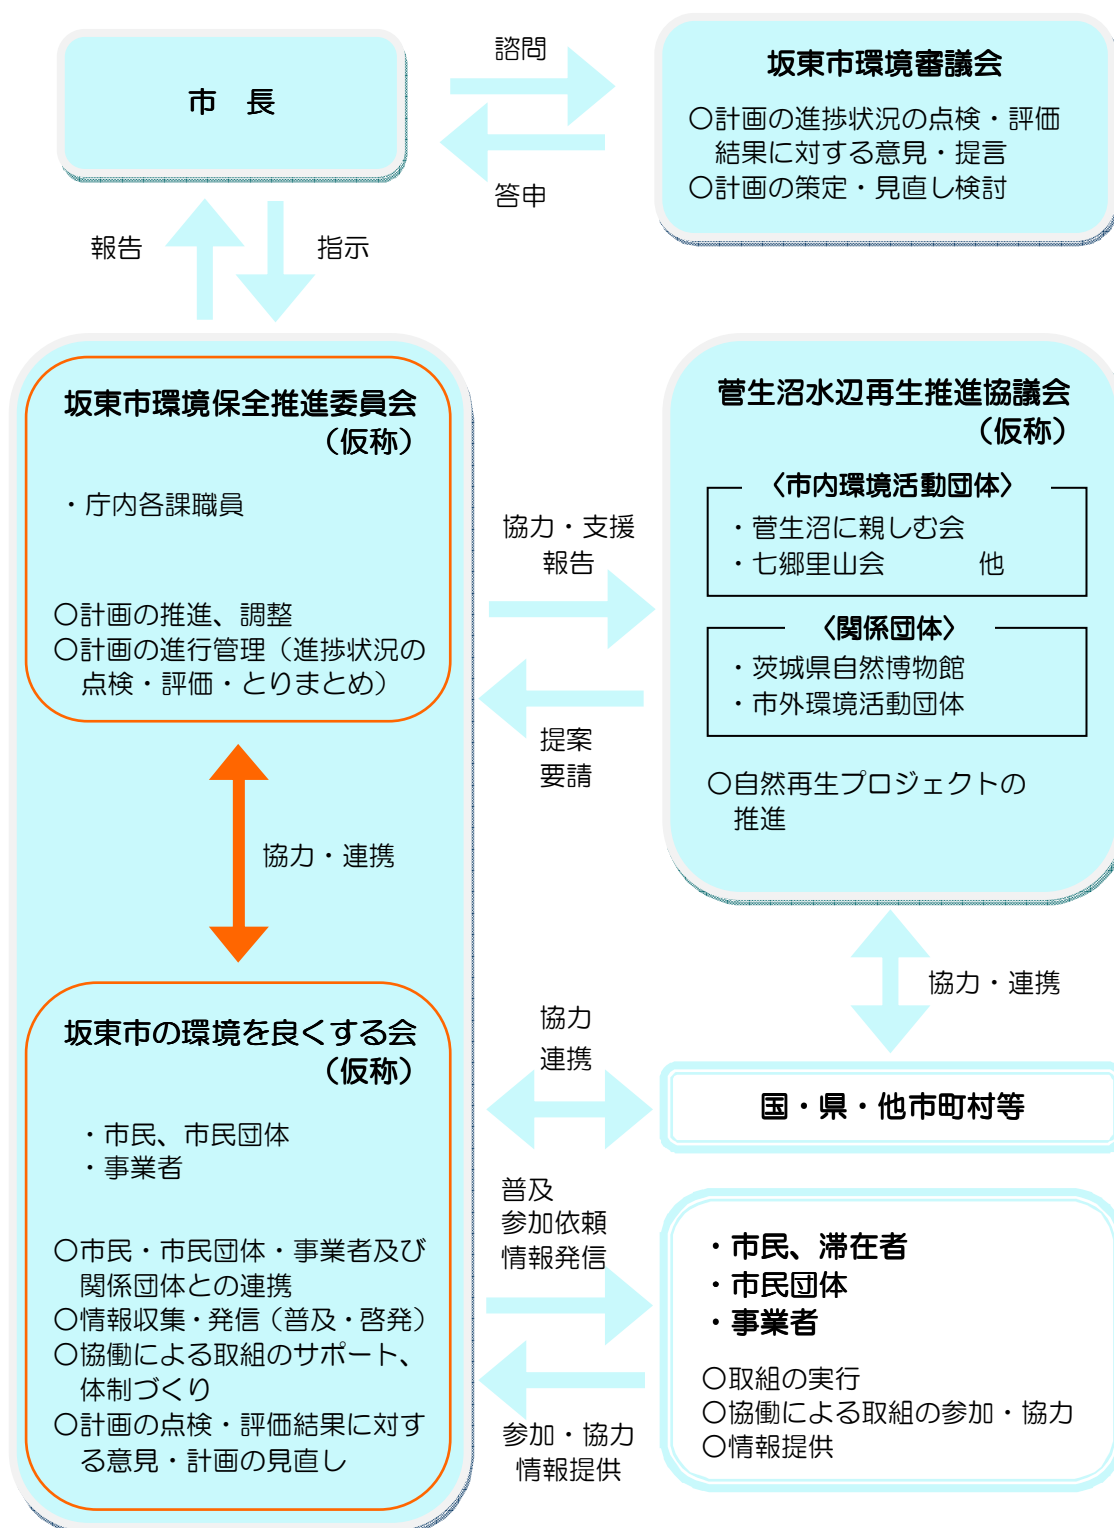 市　長
諮問
答申
坂東市環境審議会
〇計画の進捗状況の点検・評価
結果に対する意見・提言
〇計画の策定・見直し検討
報告
指示
坂東市環境保全推進委員会
（仮称）
・庁内各課職員
〇計画の推進、調整
〇計画の進行管理（進捗状況の
点検・評価・とりまとめ）
協力・連携
坂東市の環境を良くする会
（仮称）
・市民、市民団体
・事業者
〇市民・市民団体・事業者及び
関係団体との連携
〇情報収集・発信（普及・啓発）
〇協働による取組のサポート、
体制づくり
〇計画の点検・評価結果に対す
る意見・計画の見直し
協力・支援
報告
提案
要請
菅生沼水辺再生推進協議会
（仮称）
〈市内環境活動団体〉
・菅生沼に親しむ会
・七郷里山会　　　他
〈関係団体〉
・茨城県自然博物館
・市外環境活動団体
〇自然再生プロジェクトの
推進
協力・連携
協力
連携
国・県・他市町村等
普及
参加依頼
情報発信
参加・協力
情報提供
・市民、滞在者
・市民団体
・事業者
〇取組の実行
〇協働による取組の参加・協力
〇情報提供